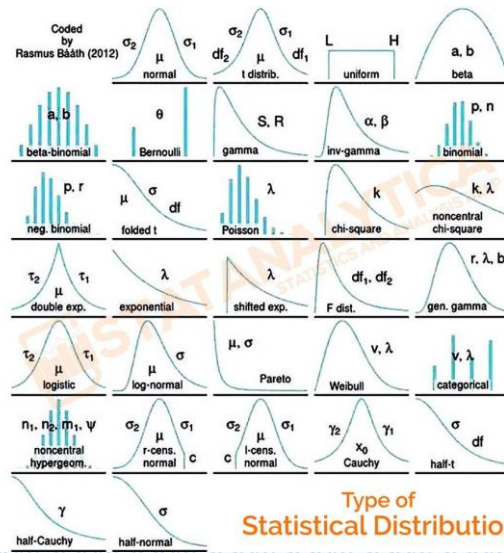 Coded
by
Rasmus Bååth (2012)
σ2 σ1
μ
normal
σ2 σ1
df2 μ df1
t distrib.
L H
uniform
a, b
beta
a, b
beta-binomial
θ
Bernoulli
S, R
gamma
α, β
inv-gamma
p, n
binomial
p, r
neg. binomial
σ
μ df
folded t
λ
Poisson
k
chi-square
k, λ
noncentral
chi-square
τ2 τ1
μ
double exp.
λ
exponential
λ
shifted exp.
df1, df2
F dist.
r, λ, b
gen. gamma
τ2 τ1
μ
logistic
σ
μ
log-normal
μ, σ
Pareto
v, λ
Weibull
v, λ
categorical
n1, n2, m1, ψ
noncentral
hypergeom.
σ2 σ1
μ
r-cens. c
normal
σ2 σ1
μ
c l-cens.
normal
γ2 γ1
x0
Cauchy
σ
df
half-t
γ
half-Cauchy
σ
half-normal
Type of
Statistical Distributio
STATANALYTICA